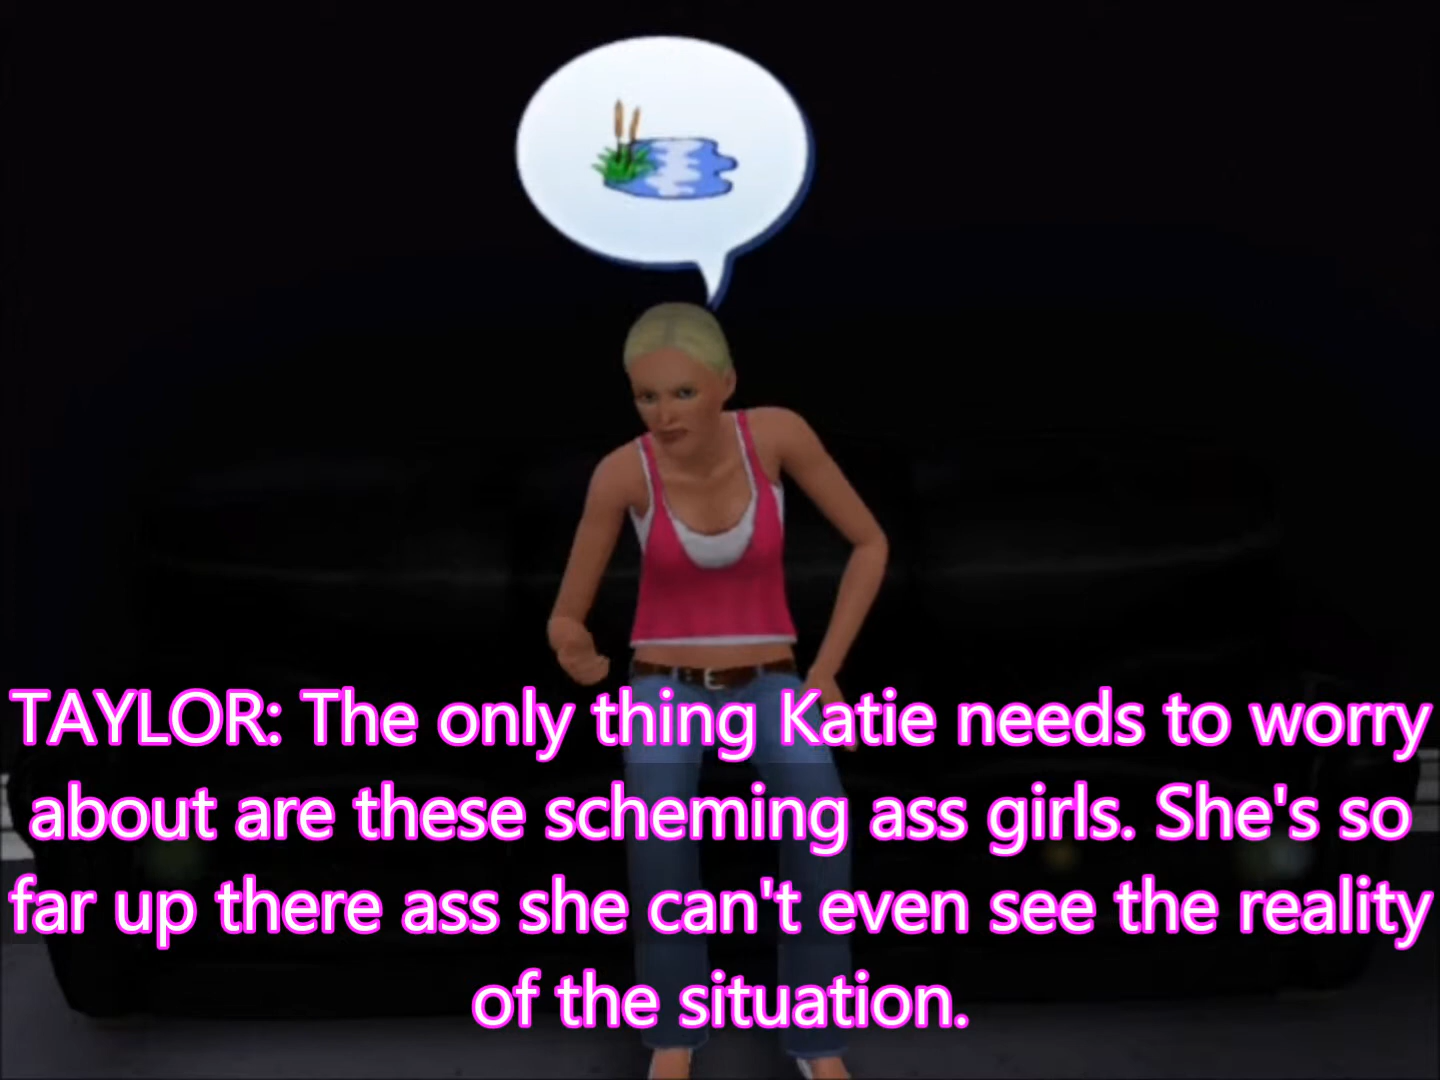 TAYLOR: The only thing Katie needs to worry
about are these scheming ass girls. She's so
far up there ass she can't even see the reality
of the situation.